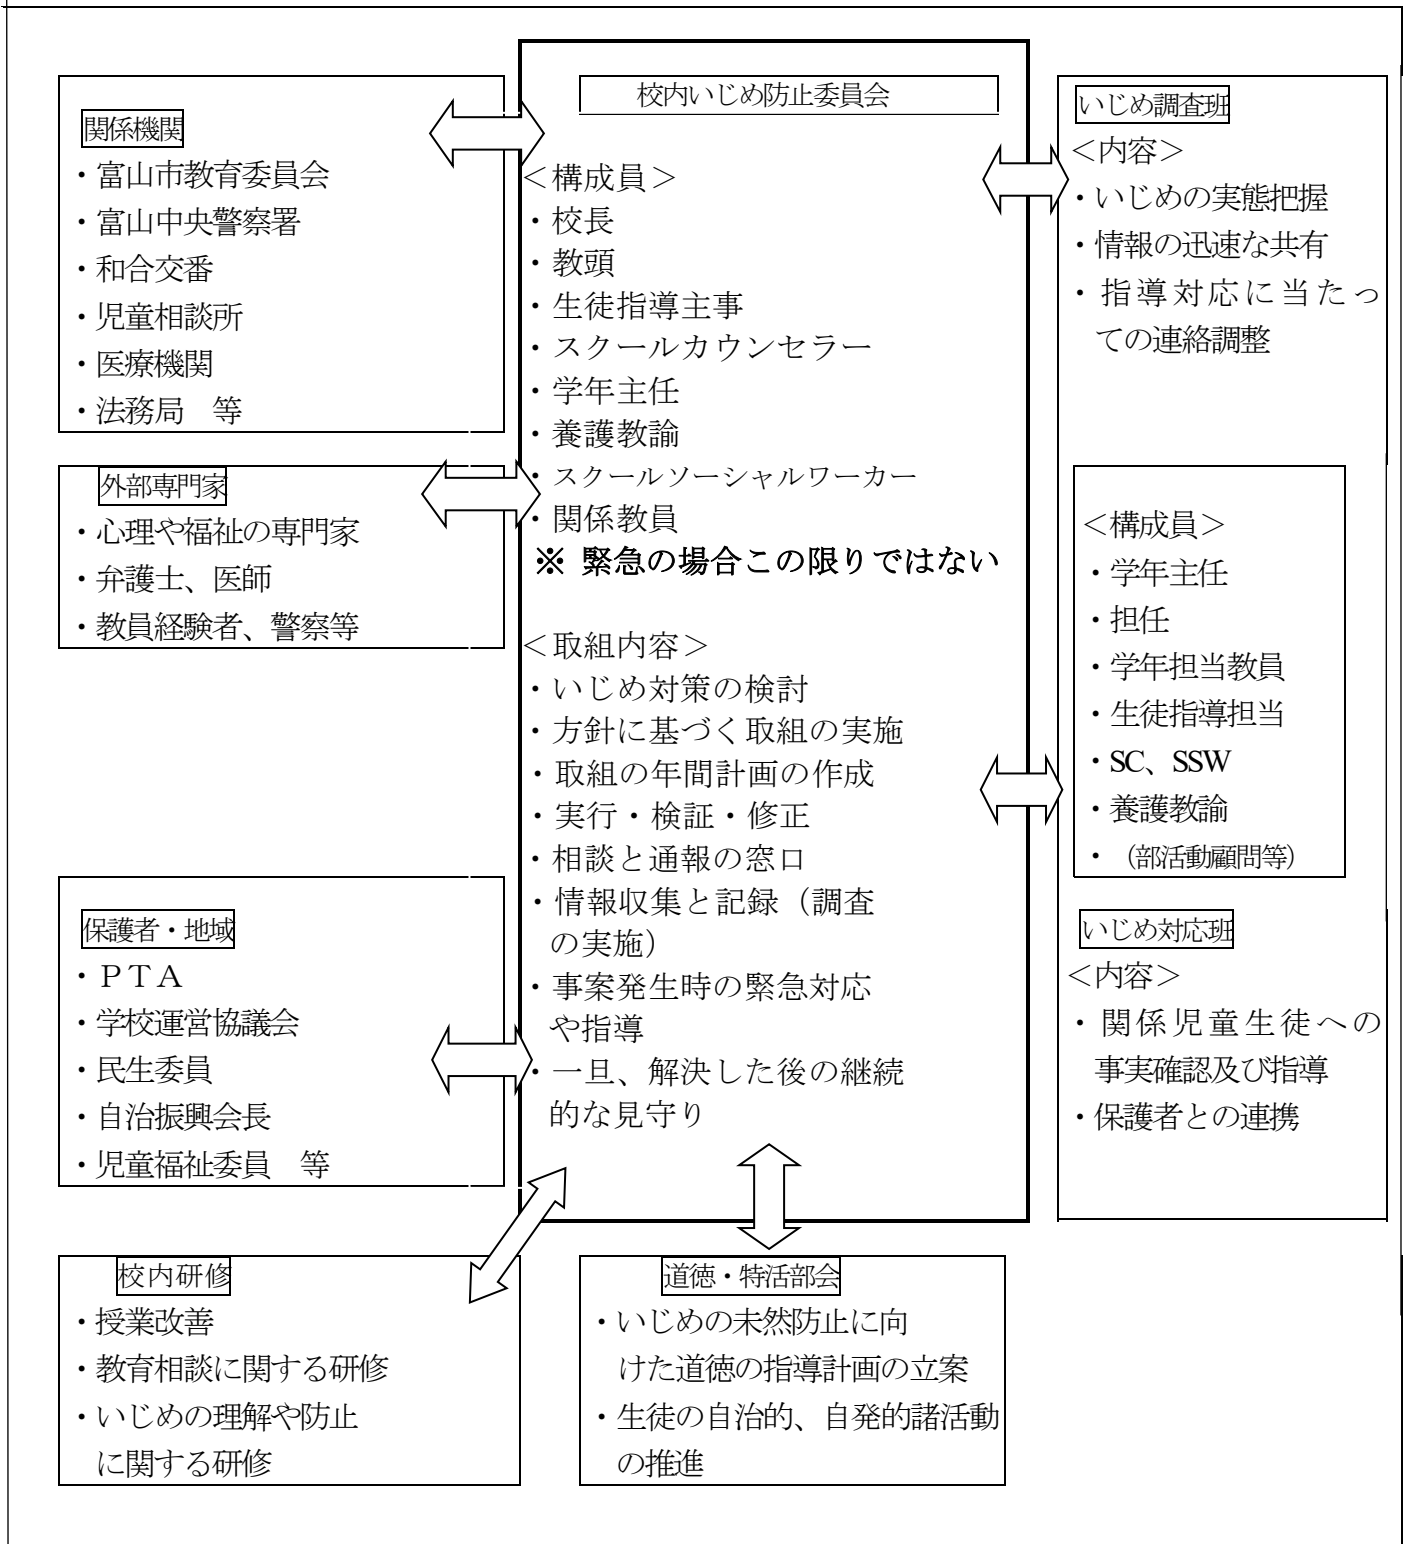 関係機関
・富山市教育委員会
・富山中央警察署
・和合交番
・児童相談所
・医療機関
・法務局　等
外部専門家
・心理や福祉の専門家
・弁護士、医師
・教員経験者、警察等
保護者・地域
・ＰＴＡ
・学校運営協議会
・民生委員
・自治振興会長
・児童福祉委員　等
校内いじめ防止委員会
＜構成員＞
・校長
・教頭
・生徒指導主事
・スクールカウンセラー
・学年主任
・養護教諭
・スクールソーシャルワーカー
・関係教員
※ 緊急の場合この限りではない
＜取組内容＞
・いじめ対策の検討
・方針に基づく取組の実施
・取組の年間計画の作成
・実行・検証・修正
・相談と通報の窓口
・情報収集と記録（調査
の実施）
・事案発生時の緊急対応
や指導
・一旦、解決した後の継続
的な見守り
いじめ調査班
＜内容＞
・いじめの実態把握
・情報の迅速な共有
・指導対応に当たっ
ての連絡調整
＜構成員＞
・学年主任
・担任
・学年担当教員
・生徒指導担当
・SC、SSW
・養護教諭
・（部活動顧問等）
いじめ対応班
＜内容＞
・関係児童生徒への
事実確認及び指導
・保護者との連携
校内研修
・授業改善
・教育相談に関する研修
・いじめの理解や防止
に関する研修
道徳・特活部会
・いじめの未然防止に向
けた道徳の指導計画の立案
・生徒の自治的、自発的諸活動
の推進